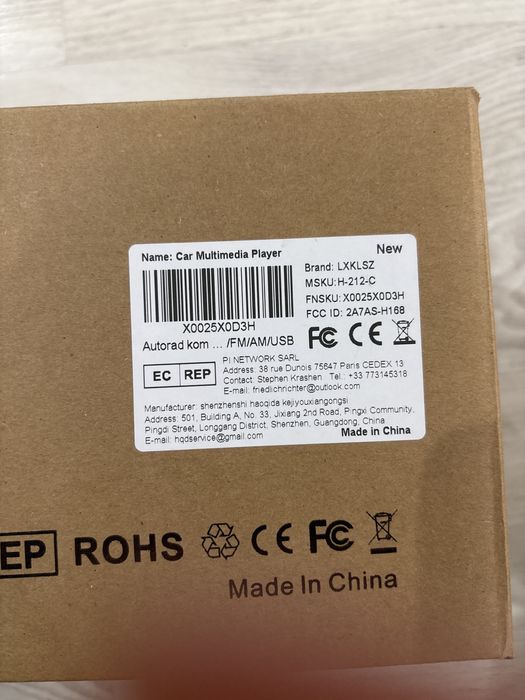 Name: Car Multimedia Player
New
Brand: LXKLSZ
MSKU: H-212-C
FNSKU: X0025X0D3H
FCC ID: 2A7AS-H168
X0025X0D3H
Autorad kom ... /FM/AM/USB
FC CE
EC REP
PI NETWORK SARL
Address: 38 rue Dunois 75647 Paris CEDEX 13
Contact: Stephen Krashen Tel.: +33 773145318
E-mail: friedlichrichter@outlook.com
Manufacturer: shenzhenshi haoqida kejiyouxiangongsi
Address: 501, Building A, No. 33, Jixiang 2nd Road, Pingxi Community,
Pingdi Street, Longgang District, Shenzhen, Guangdong, China
E-mail: hqdservice@gmail.com
Made in China
EP ROHS CE FC
Made In China